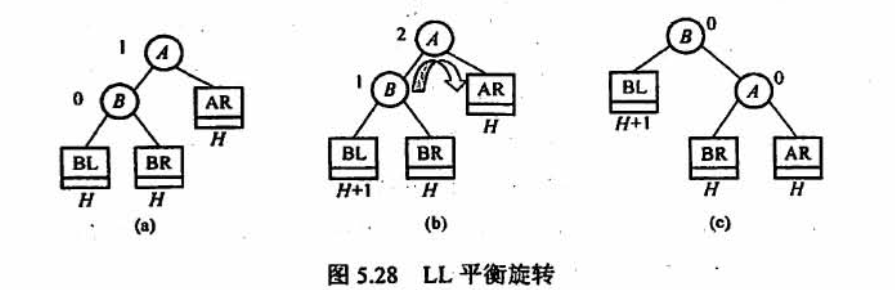 1 A
0 B
AR
H
BL BR
H H
(a)
2 A
1 B
AR
H
BL BR
H+1 H
(b)
B 0
BL
H+1
A 0
BR AR
H H
(c)
图 5.28 LL 平衡旋转